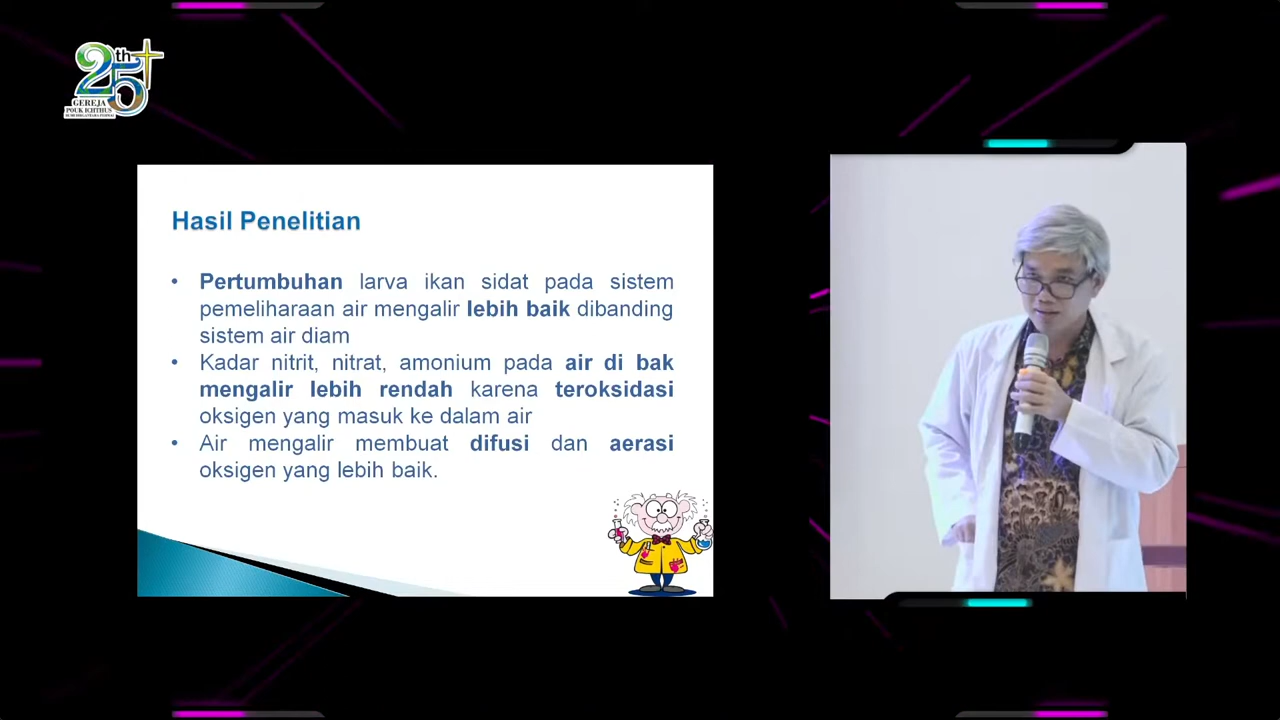 25th
GEREJA
POUK ICHTHUS
Hasil Penelitian
• Pertumbuhan larva ikan sidat pada sistem
pemeliharaan air mengalir lebih baik dibanding
sistem air diam
• Kadar nitrit, nitrat, amonium pada air di bak
mengalir lebih rendah karena teroksidasi
oksigen yang masuk ke dalam air
• Air mengalir membuat difusi dan aerasi
oksigen yang lebih baik.